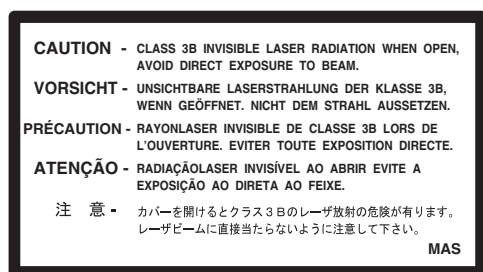 CAUTION - CLASS 3B INVISIBLE LASER RADIATION WHEN OPEN,
AVOID DIRECT EXPOSURE TO BEAM.
VORSICHT - UNSICHTBARE LASERSTRAHLUNG DER KLASSE 3B,
WENN GEÖFFNET. NICHT DEM STRAHL AUSSETZEN.
PRÉCAUTION - RAYONLASER INVISIBLE DE CLASSE 3B LORS DE
L'OUVERTURE. EVITER TOUTE EXPOSITION DIRECTE.
ATENÇÃO - RADIAÇÃOLASER INVISÍVEL AO ABRIR EVITE A
EXPOSIÇÃO AO DIRETA AO FEIXE.
注 意 - カバーを開けるとクラス3Bのレーザ放射の危険が有ります。
レーザビームに直接当たらないように注意して下さい。
MAS